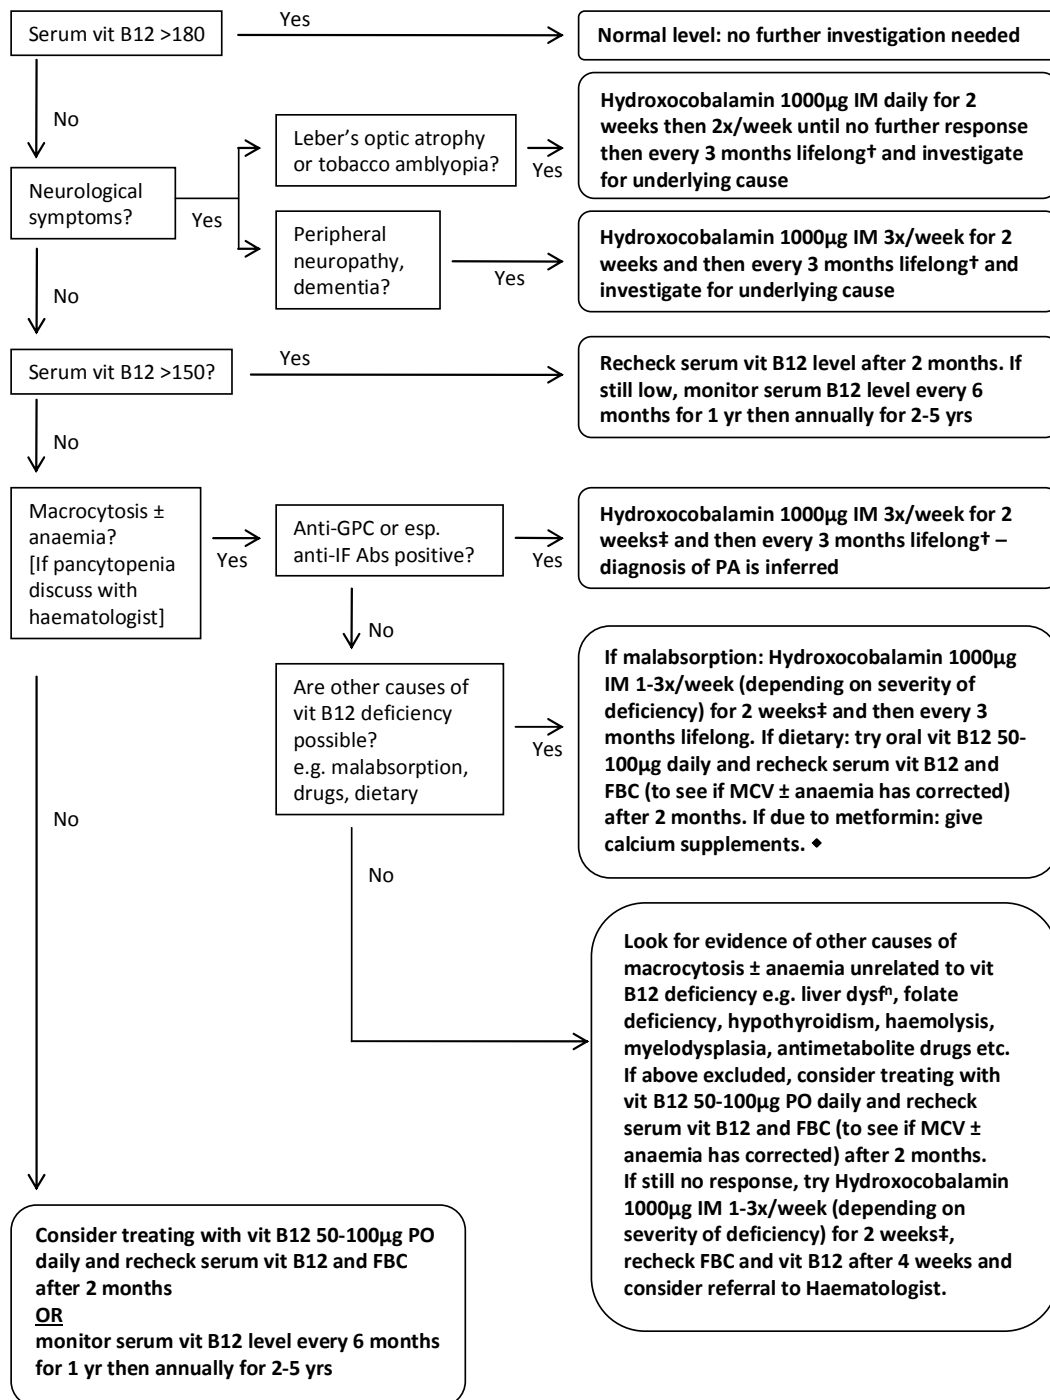 Serum vit B12 >180
Yes
Normal level: no further investigation needed
No
Leber's optic atrophy
or tobacco amblyopia?
Yes
Hydroxocobalamin 1000µg IM daily for 2
weeks then 2x/week until no further response
then every 3 months lifelong† and investigate
for underlying cause
Neurological
symptoms?
Yes
Peripheral
neuropathy,
dementia?
Yes
Hydroxocobalamin 1000µg IM 3x/week for 2
weeks and then every 3 months lifelong† and
investigate for underlying cause
No
Serum vit B12 >150?
Yes
Recheck serum vit B12 level after 2 months. If
still low, monitor serum B12 level every 6
months for 1 yr then annually for 2-5 yrs
No
Macrocytosis ±
anaemia?
[If pancytopenia
discuss with
haematologist]
Yes
Anti-GPC or esp.
anti-IF Abs positive?
Yes
Hydroxocobalamin 1000µg IM 3x/week for 2
weeks‡ and then every 3 months lifelong† –
diagnosis of PA is inferred
No
Are other causes of
vit B12 deficiency
possible?
e.g. malabsorption,
drugs, dietary
Yes
If malabsorption: Hydroxocobalamin 1000µg
IM 1-3x/week (depending on severity of
deficiency) for 2 weeks‡ and then every 3
months lifelong. If dietary: try oral vit B12 50-
100µg daily and recheck serum vit B12 and
FBC (to see if MCV ± anaemia has corrected)
after 2 months. If due to metformin: give
calcium supplements. ◆
No
No
Look for evidence of other causes of
macrocytosis ± anaemia unrelated to vit
B12 deficiency e.g. liver dysfⁿ, folate
deficiency, hypothyroidism, haemolysis,
myelodysplasia, antimetabolite drugs etc.
If above excluded, consider treating with
vit B12 50-100µg PO daily and recheck
serum vit B12 and FBC (to see if MCV ±
anaemia has corrected) after 2 months.
If still no response, try Hydroxocobalamin
1000µg IM 1-3x/week (depending on
severity of deficiency) for 2 weeks‡,
recheck FBC and vit B12 after 4 weeks and
consider referral to Haematologist.
Consider treating with vit B12 50-100µg PO
daily and recheck serum vit B12 and FBC
after 2 months
OR
monitor serum vit B12 level every 6 months
for 1 yr then annually for 2-5 yrs